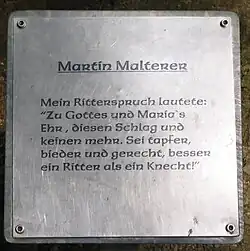 Martin Malterer
Mein Ritterspruch lautete:
"Zu Gottes und Maria`s
Ehr , diesen Schlag und
keinen mehr. Sei tapfer,
bieder und gerecht, besser
ein Ritter als ein Knecht!"